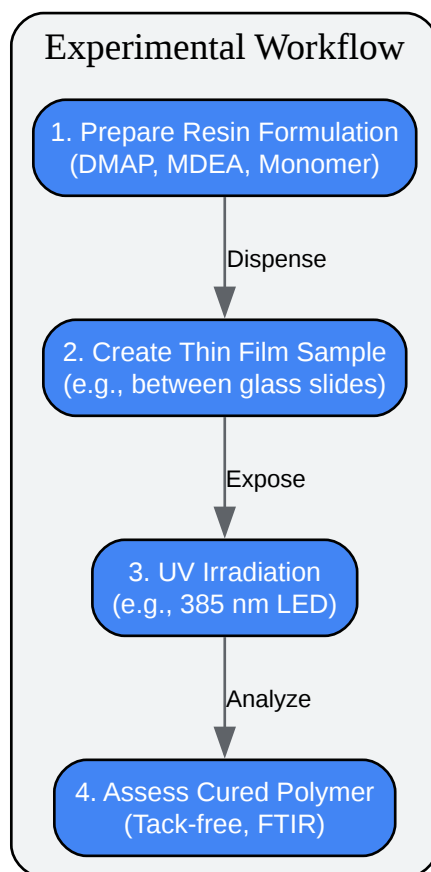 Experimental Workflow
1. Prepare Resin Formulation
(DMAP, MDEA, Monomer)
Dispense
2. Create Thin Film Sample
(e.g., between glass slides)
Expose
3. UV Irradiation
(e.g., 385 nm LED)
Analyze
4. Assess Cured Polymer
(Tack-free, FTIR)